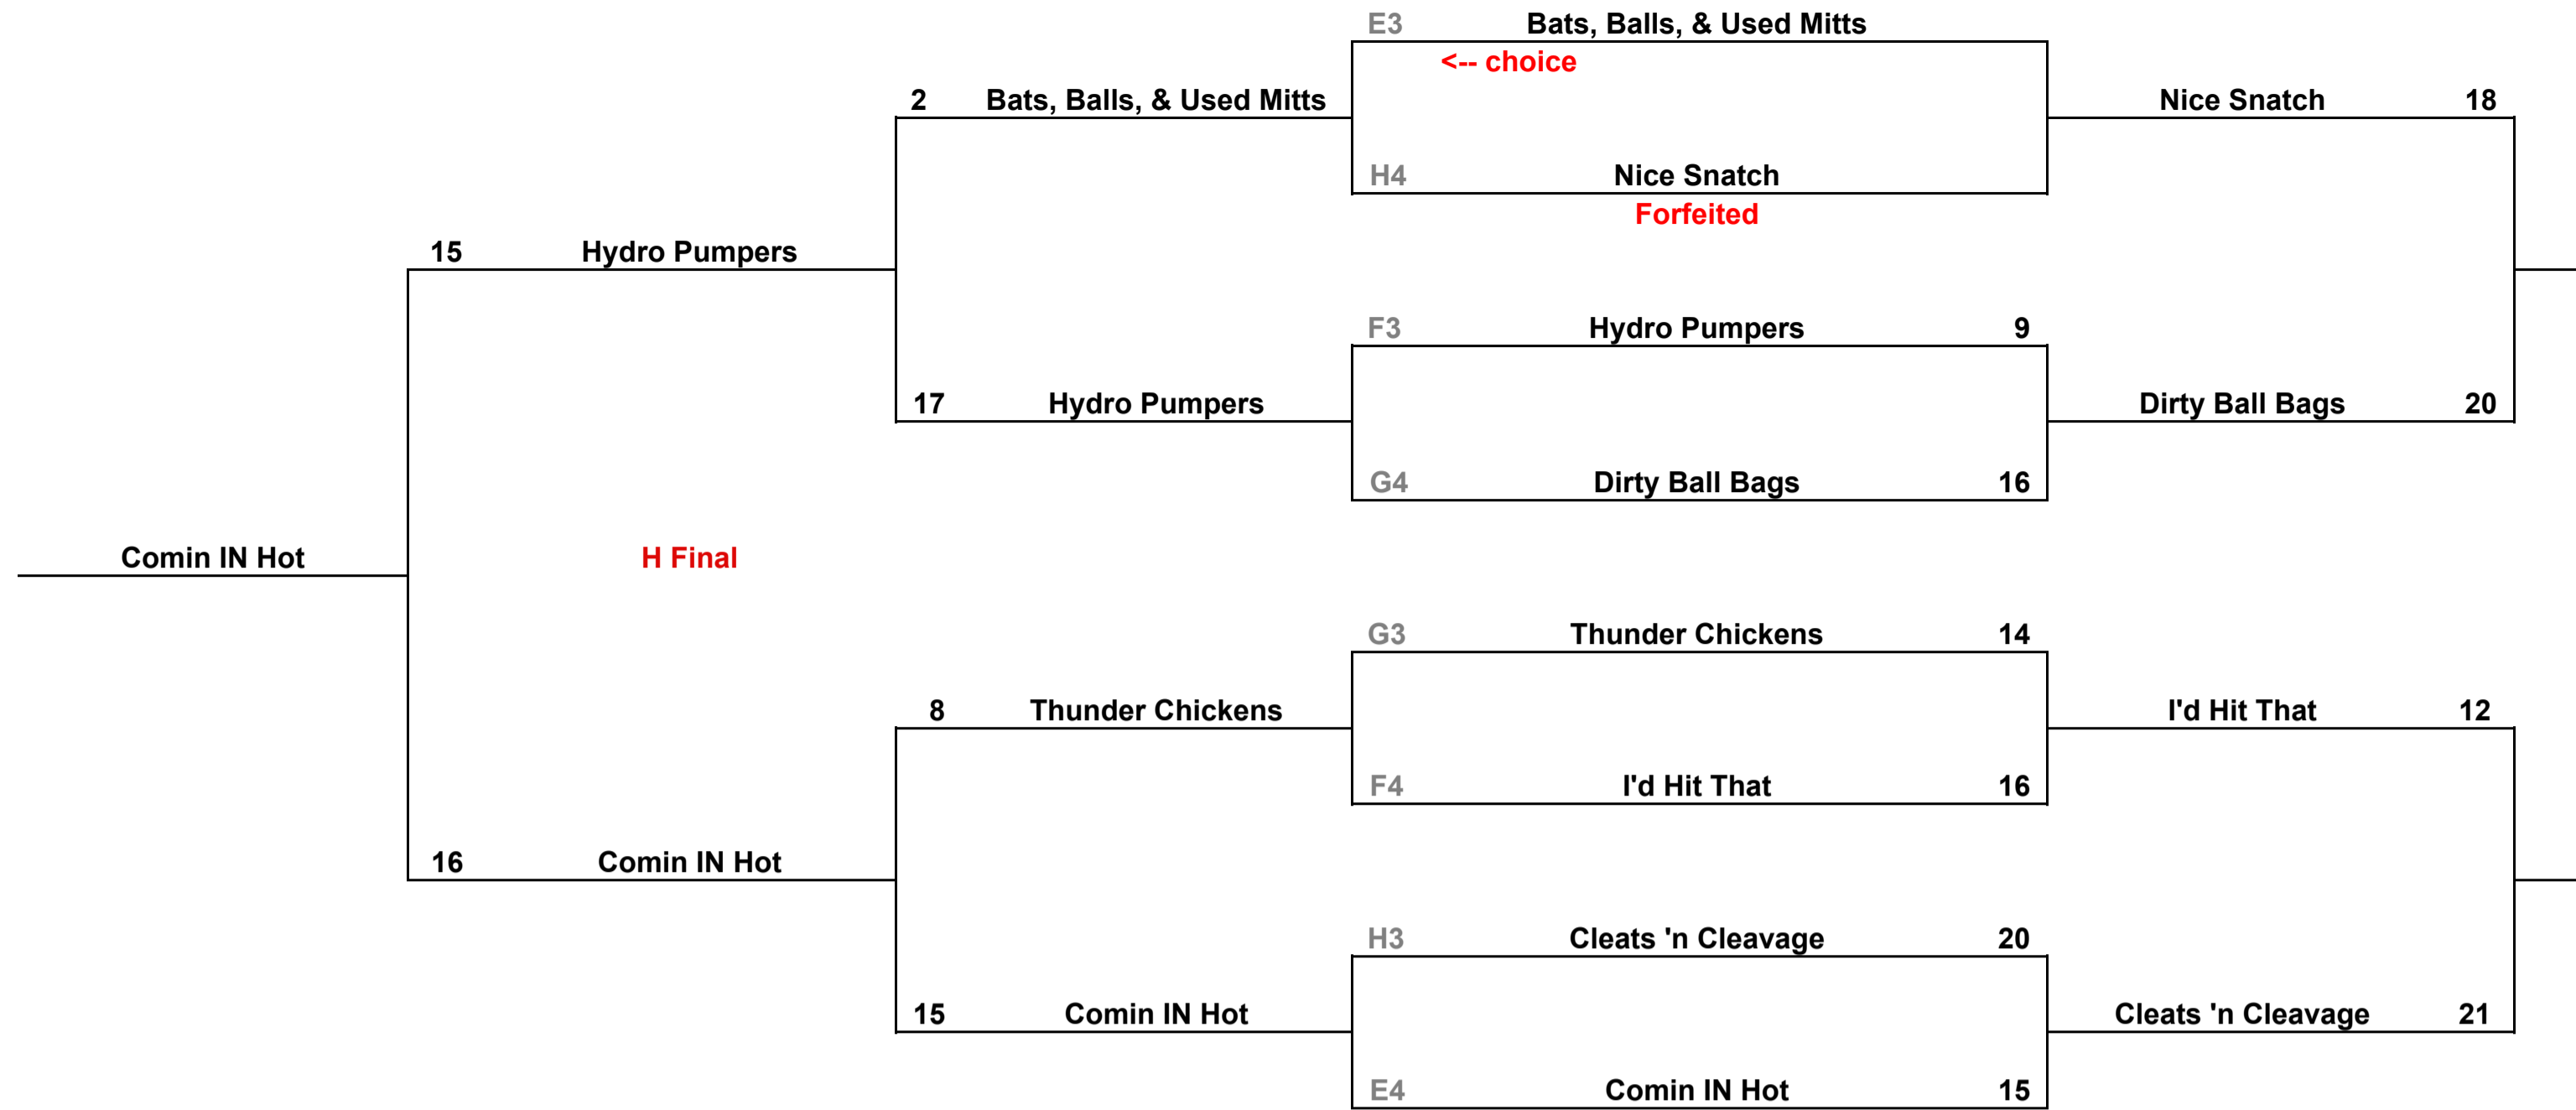 E3 Bats, Balls, & Used Mitts
<-- choice
2 Bats, Balls, & Used Mitts
Nice Snatch 18
H4 Nice Snatch
Forfeited
15 Hydro Pumpers
F3 Hydro Pumpers 9
17 Hydro Pumpers
Dirty Ball Bags 20
G4 Dirty Ball Bags 16
Comin IN Hot
H Final
G3 Thunder Chickens 14
8 Thunder Chickens
I'd Hit That 12
F4 I'd Hit That 16
16 Comin IN Hot
H3 Cleats 'n Cleavage 20
15 Comin IN Hot
Cleats 'n Cleavage 21
E4 Comin IN Hot 15